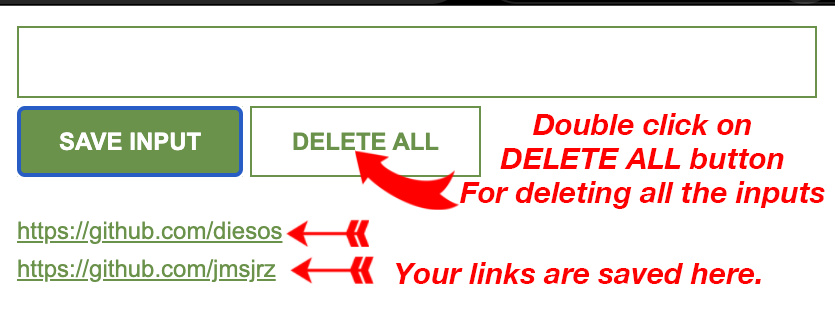 SAVE INPUT
DELETE ALL
Double click on
DELETE ALL button
For deleting all the inputs
https://github.com/diesos
https://github.com/jmsjrz
Your links are saved here.